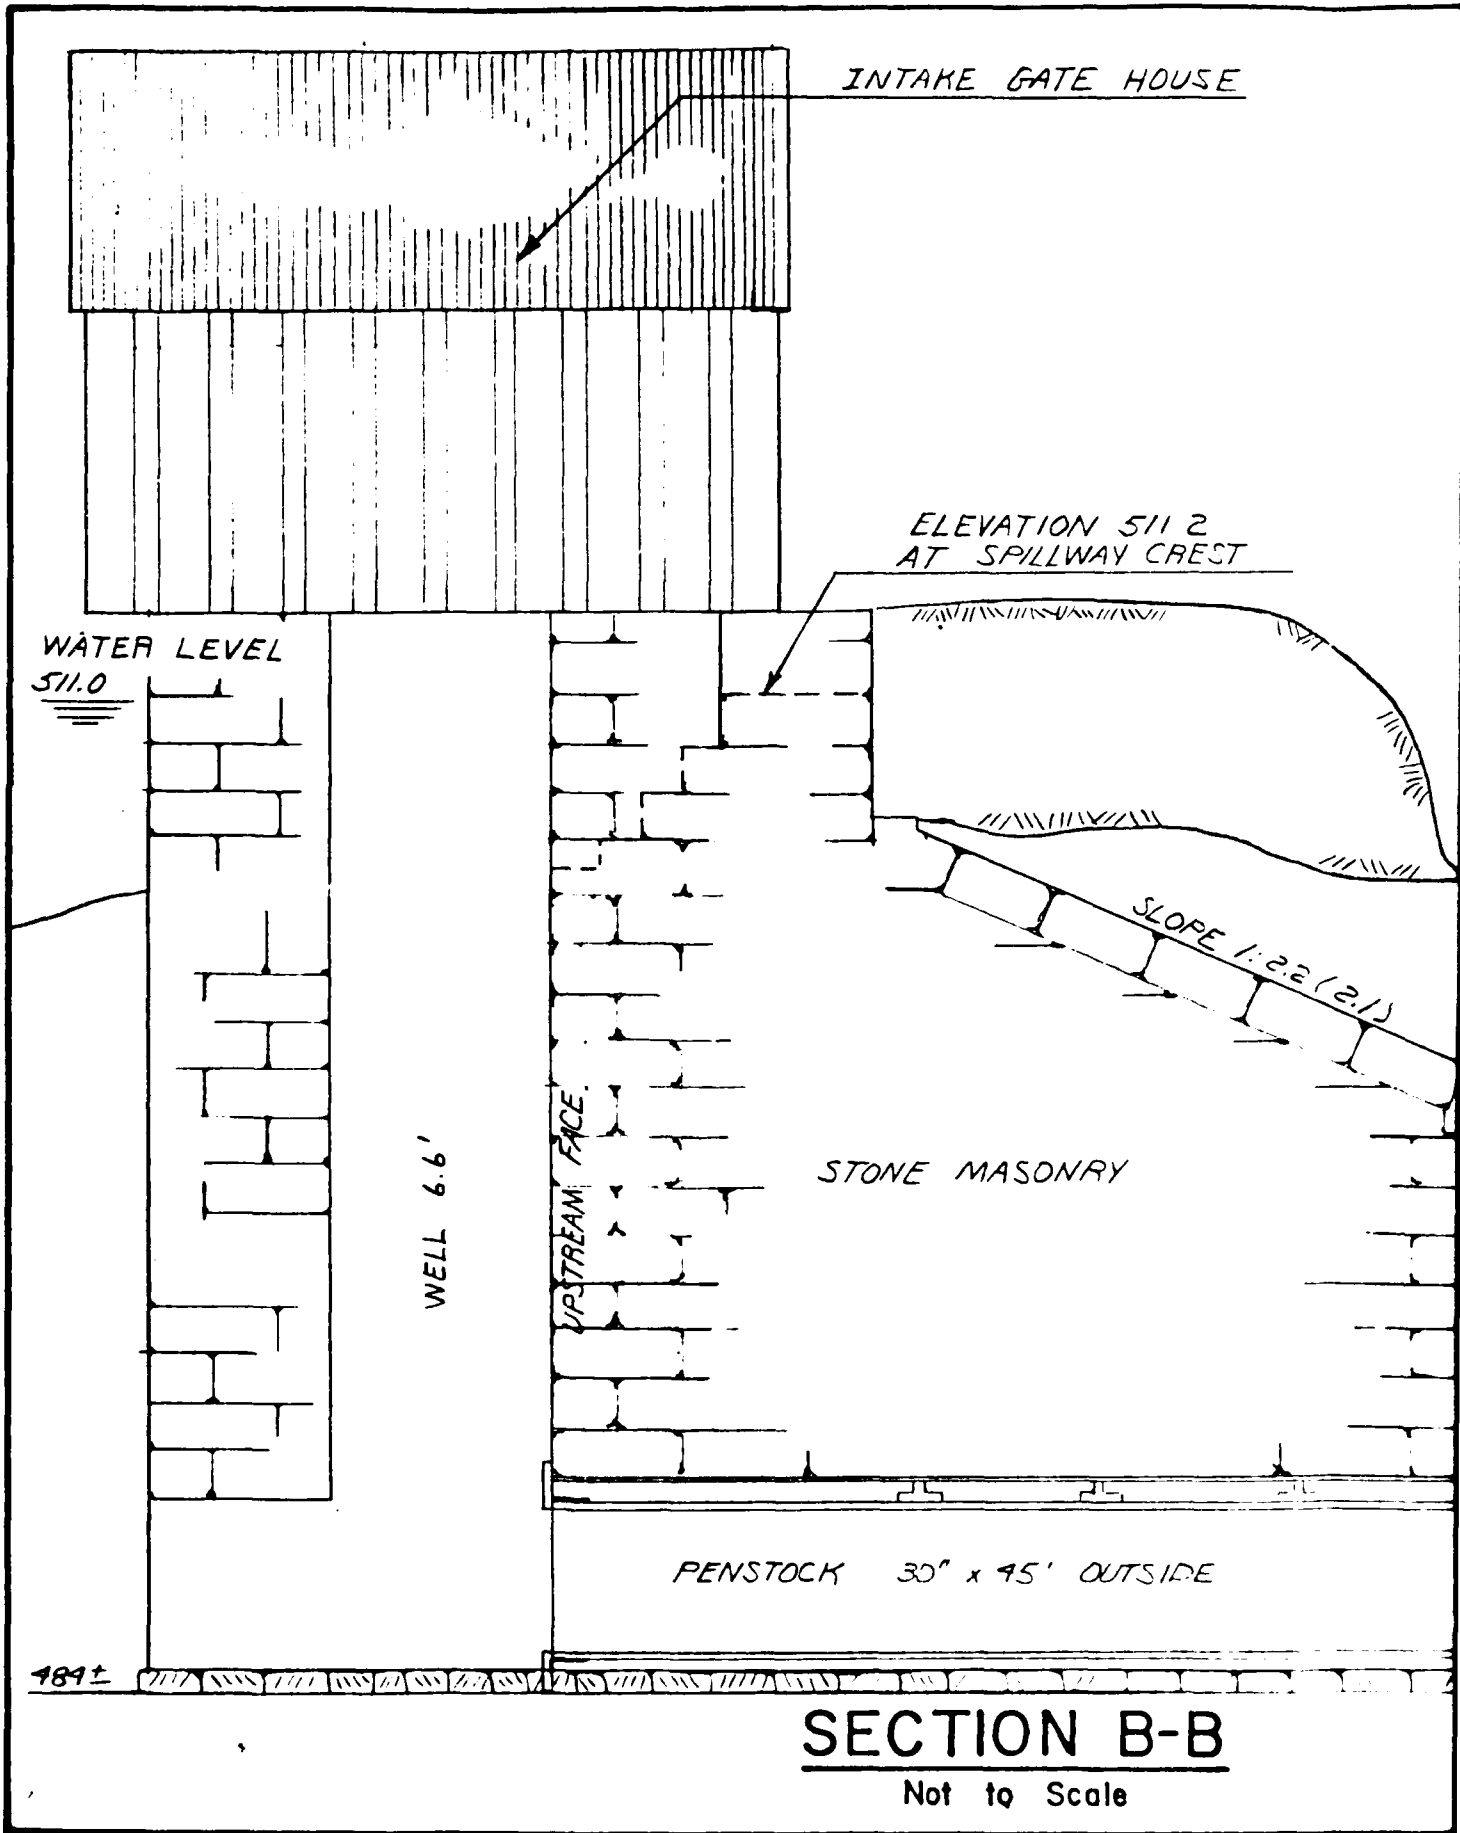 INTAKE GATE HOUSE
ELEVATION 511 2
AT SPILLWAY CREST
WATER LEVEL
511.0
SLOPE 1:2.2 (2.1)
WELL 6.6'
UPSTREAM FACE
STONE MASONRY
PENSTOCK 30" x 45' OUTSIDE
484±
SECTION B-B
Not to Scale